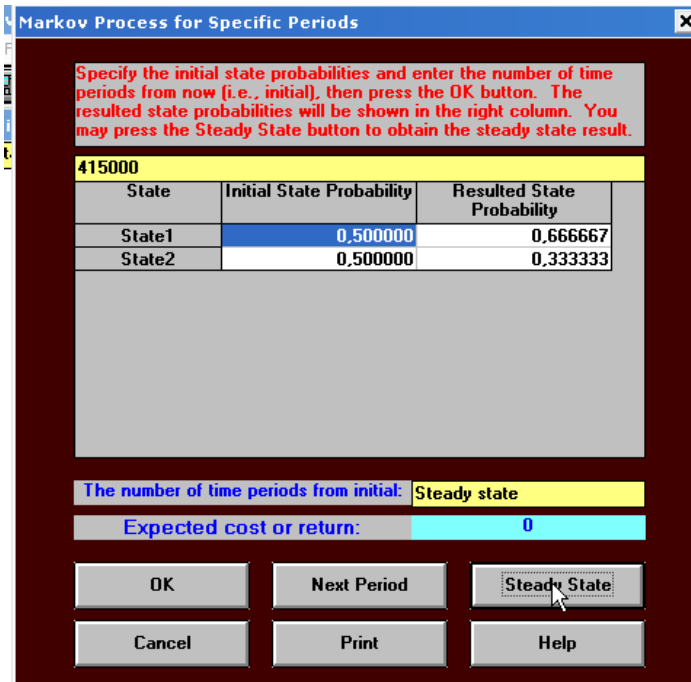 Markov Process for Specific Periods
Specify the initial state probabilities and enter the number of time
periods from now (i.e., initial), then press the OK button. The
resulted state probabilities will be shown in the right column. You
may press the Steady State button to obtain the steady state result.
415000
State Initial State Probability Resulted State Probability
State1 0,500000 0,666667
State2 0,500000 0,333333
The number of time periods from initial: Steady state
Expected cost or return: 0
OK Next Period Steady State
Cancel Print Help